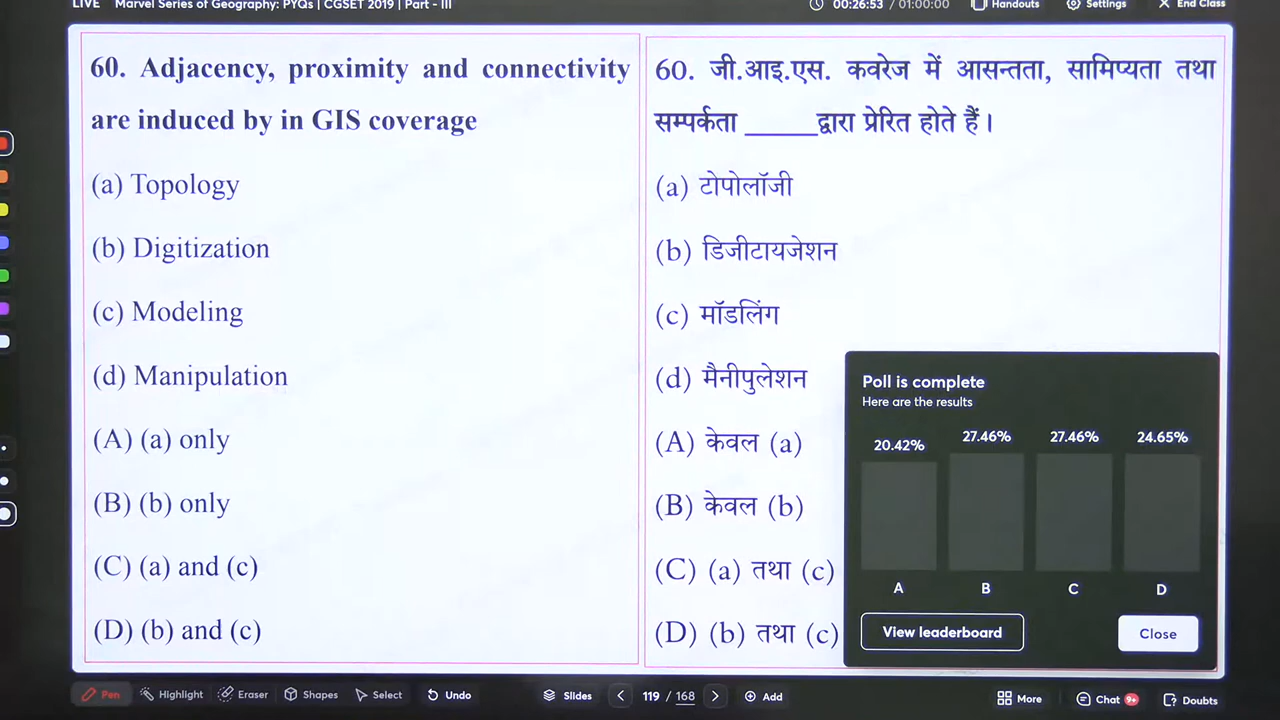 LIVE Marvel Series of Geography: PYQs | CGSET 2019 | Part - III
00:26:53 / 01:00:00 Handouts Settings End Class
60. Adjacency, proximity and connectivity
are induced by in GIS coverage
(a) Topology
(b) Digitization
(c) Modeling
(d) Manipulation
(A) (a) only
(B) (b) only
(C) (a) and (c)
(D) (b) and (c)
60. जी.आइ.एस. कवरेज में आसन्तता, सामिप्यता तथा
सम्पर्कता ______द्वारा प्रेरित होते हैं।
(a) टोपोलॉजी
(b) डिजीटायजेशन
(c) मॉडलिंग
(d) मैनीपुलेशन
(A) केवल (a)
(B) केवल (b)
(C) (a) तथा (c)
(D) (b) तथा (c)
Poll is complete
Here are the results
20.42% 27.46% 27.46% 24.65%
A B C D
View leaderboard Close
Pen Highlight Eraser Shapes Select Undo Slides 119 / 168 Add More Chat 9+ Doubts